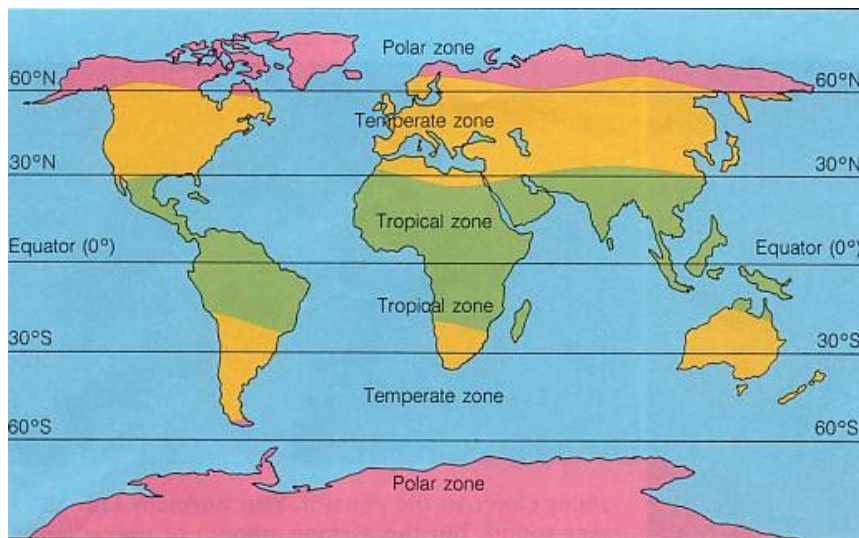 Polar zone
60°N
60°N
Temperate zone
30°N
30°N
Tropical zone
Equator (0°)
Equator (0°)
Tropical zone
30°S
30°S
Temperate zone
60°S
60°S
Polar zone